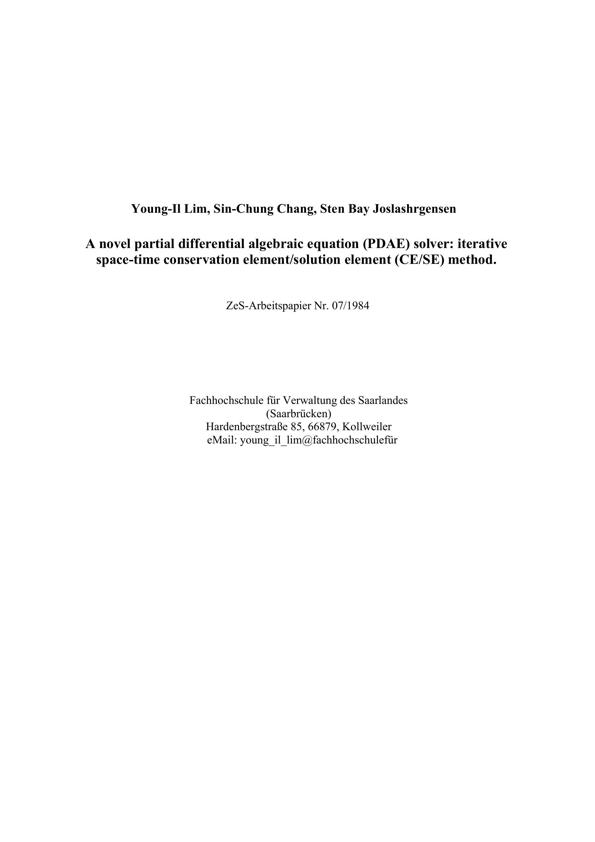 Young-Il Lim, Sin-Chung Chang, Sten Bay Joslashrgensen
A novel partial differential algebraic equation (PDAE) solver: iterative
space-time conservation element/solution element (CE/SE) method.
ZeS-Arbeitspapier Nr. 07/1984
Fachhochschule für Verwaltung des Saarlandes
(Saarbrücken)
Hardenbergstraße 85, 66879, Kollweiler
eMail: young_il_lim@fachhochschulefür